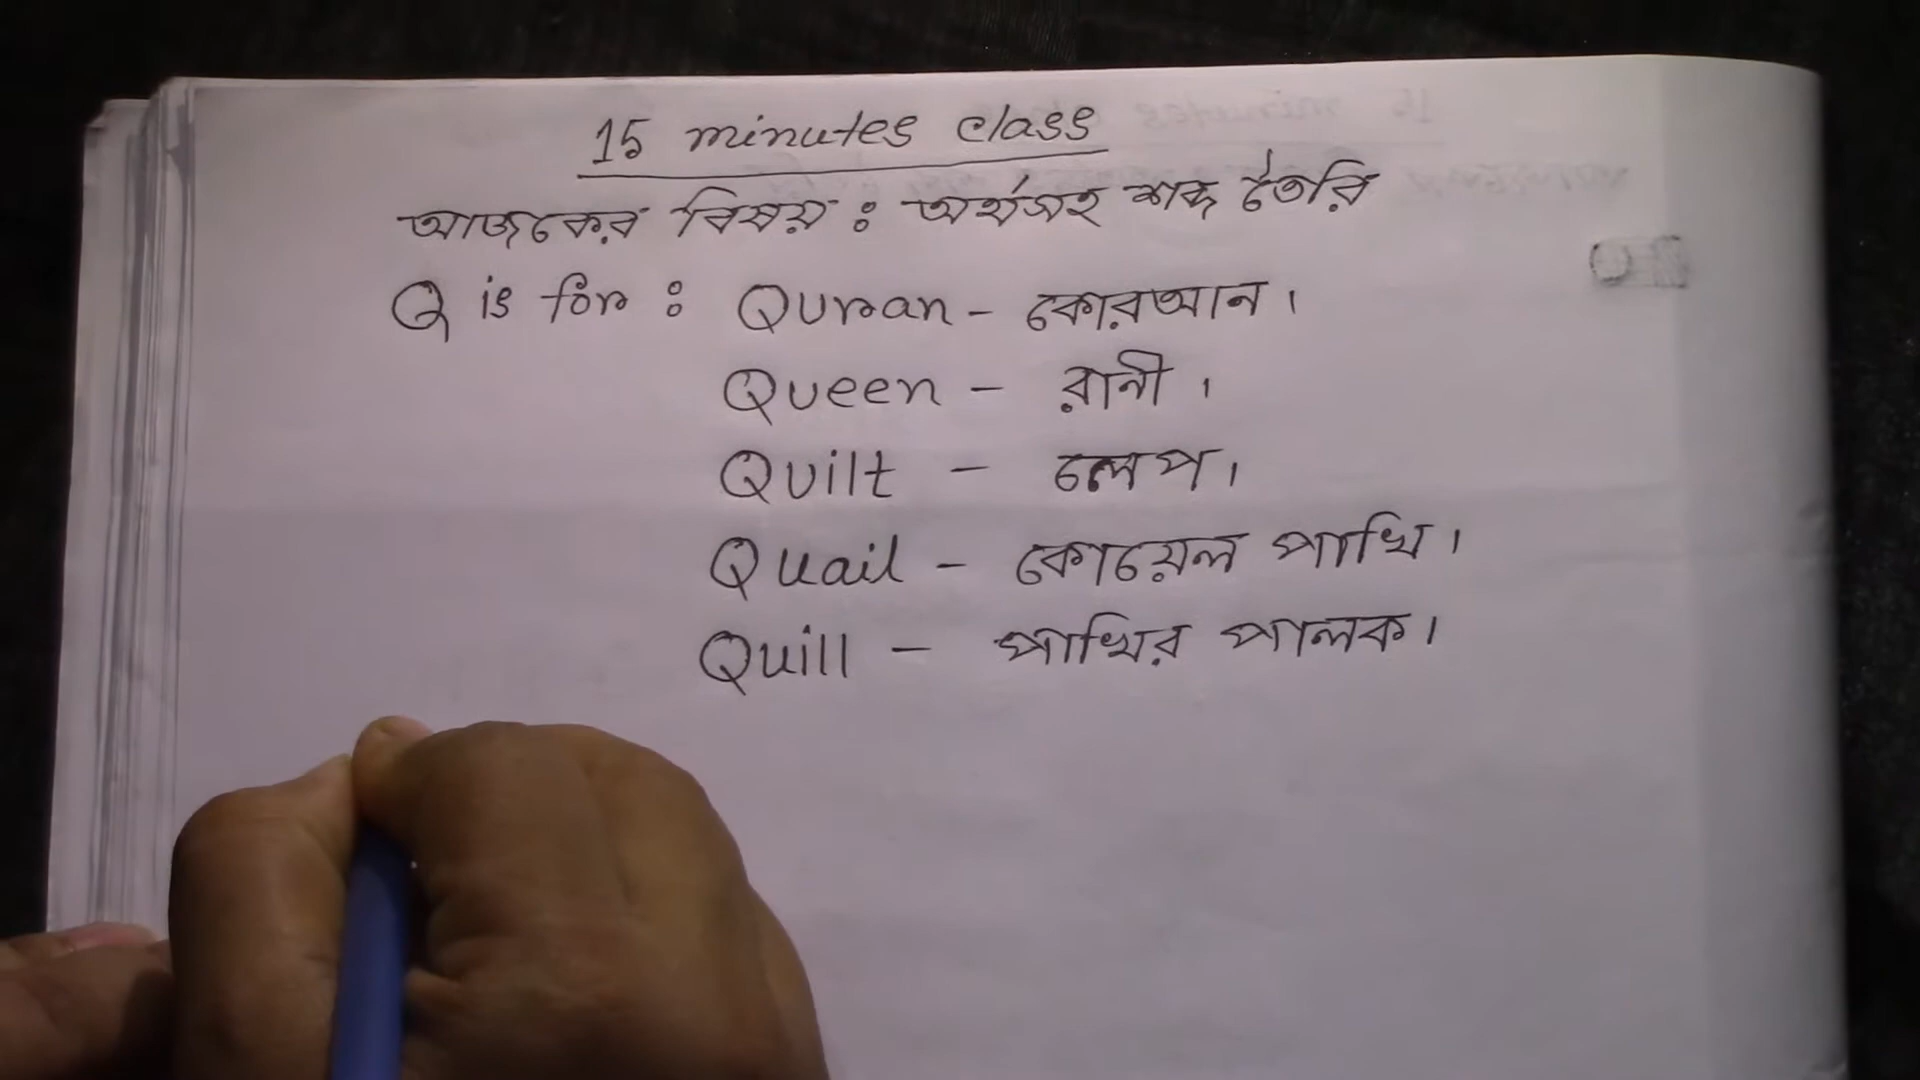 15 minutes class
আজকের বিষয় : অর্থসহ শব্দ তৈরি
Q is for : Quran - কোরআন।
Queen - রানী।
Quilt - লেপ।
Quail - কোয়েল পাখি।
Quill - পাখির পালক।